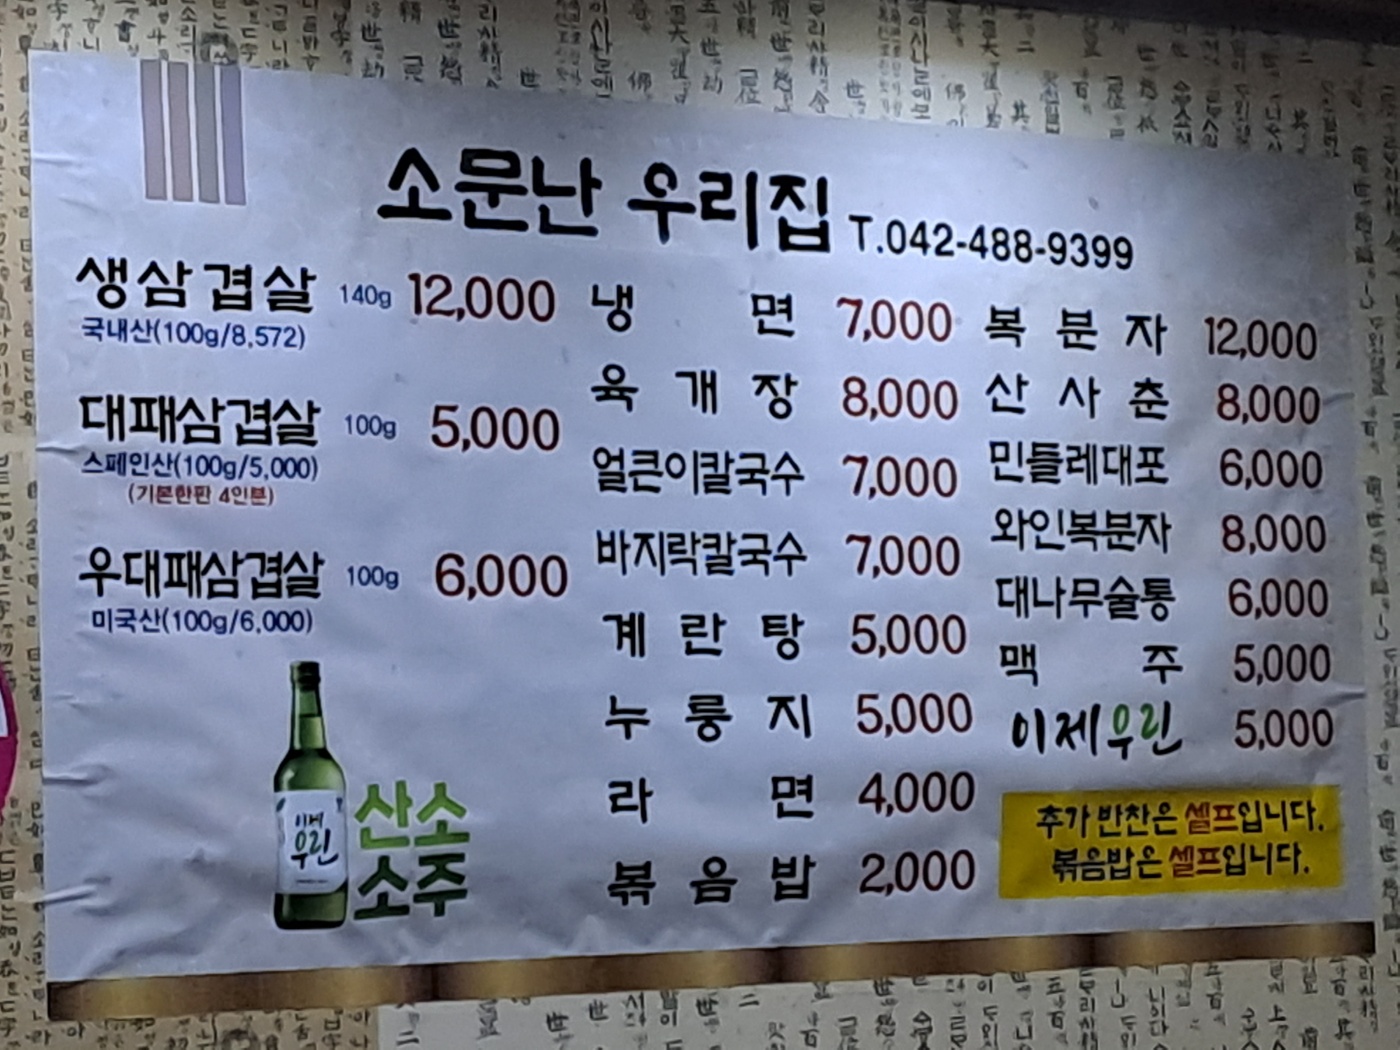 소문난 우리집 T.042-488-9399
생삼겹살 140g 12,000
국내산(100g/8,572)
대패삼겹살 100g 5,000
스페인산(100g/5,000)
(기본한판 4인분)
우대패삼겹살 100g 6,000
미국산(100g/6,000)
이제
우린
산소
소주
냉면 7,000
육개장 8,000
얼큰이칼국수 7,000
바지락칼국수 7,000
계란탕 5,000
누룽지 5,000
라면 4,000
볶음밥 2,000
복분자 12,000
산사춘 8,000
민들레대포 6,000
와인복분자 8,000
대나무술통 6,000
맥주 5,000
이제우린 5,000
추가 반찬은 셀프입니다.
볶음밥은 셀프입니다.